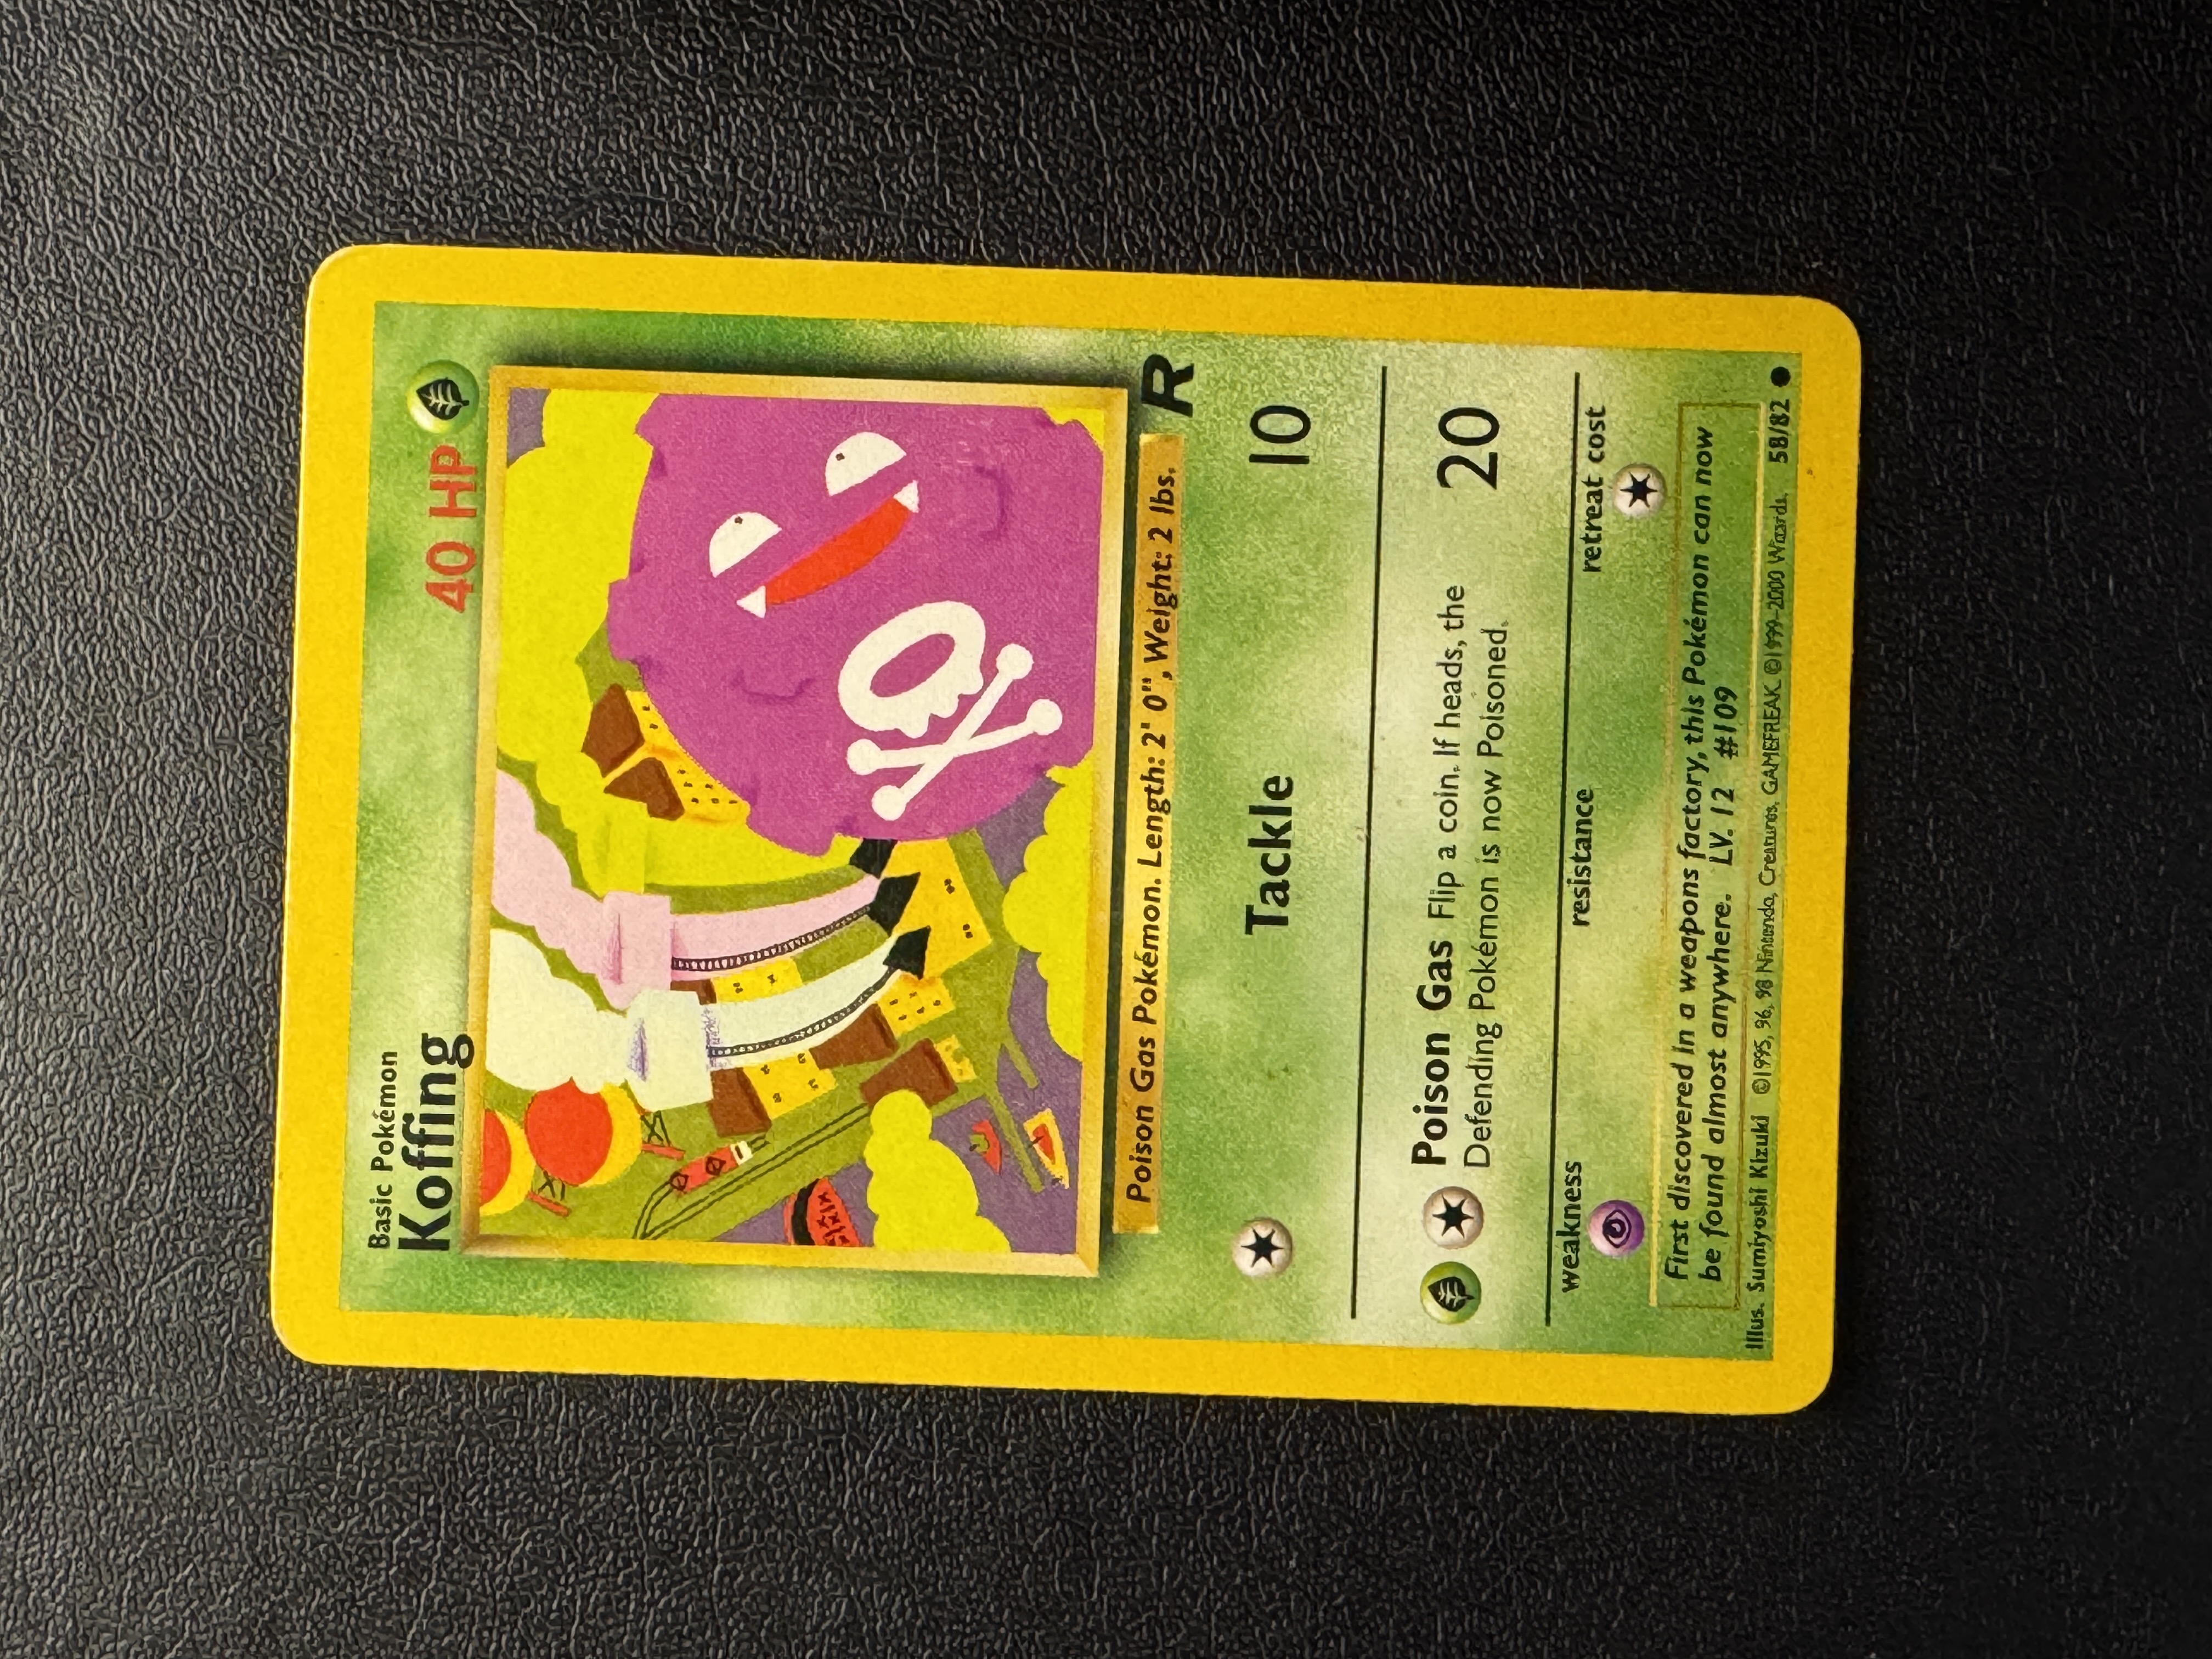 Basic Pokémon
Koffing
40 HP
Poison Gas Pokémon. Length: 2' 0", Weight: 2 lbs.
R
Tackle 10
Poison Gas Flip a coin. If heads, the 20
Defending Pokémon is now Poisoned.
weakness resistance retreat cost
First discovered in a weapons factory, this Pokémon can now
be found almost anywhere. LV. 12 #109
Illus. Sumiyoshi Kizuki ©1995, 96, 98 Nintendo, Creatures, GAMEFREAK. ©1999-2000 Wizards. 58/82